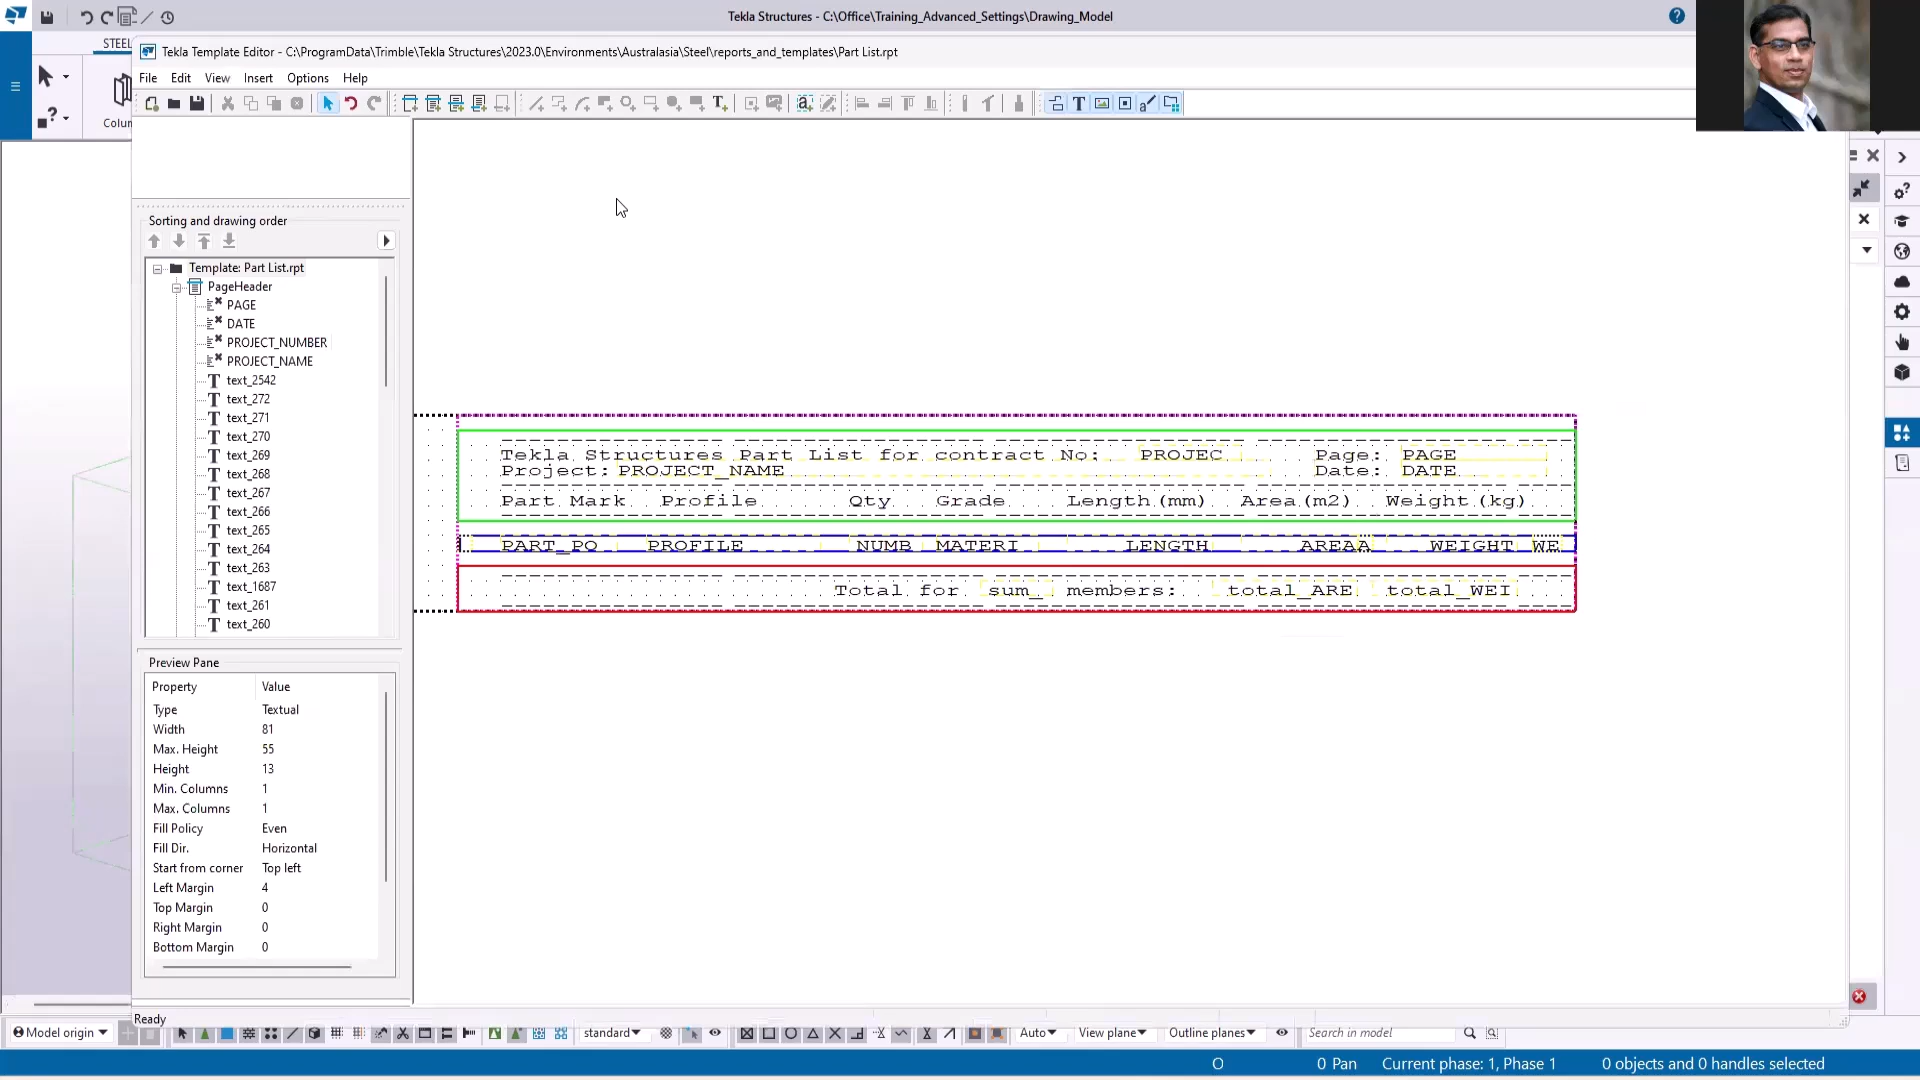 Tekla Structures - C:\Office\Training_Advanced_Settings\Drawing_Model
STEEL
Tekla Template Editor - C:\ProgramData\Trimble\Tekla Structures\2023.0\Environments\Australasia\Steel\reports_and_templates\Part List.rpt
File Edit View Insert Options Help
Colum
Sorting and drawing order
Template: Part List.rpt
PageHeader
PAGE
DATE
PROJECT_NUMBER
PROJECT_NAME
text_2542
text_272
text_271
text_270
text_269
text_268
text_267
text_266
text_265
text_264
text_263
text_1687
text_261
text_260
Tekla Structures Part List for contract No: PROJEC Page: PAGE
Project: PROJECT_NAME Date: DATE
Part Mark Profile Qty Grade Length(mm) Area(m2) Weight(kg)
PART_PO PROFILE NUMB MATERI LENGTH AREAA WEIGHT WE
Total for sum_ members: total_ARE total_WEI
Preview Pane
Property Value
Type Textual
Width 81
Max. Height 55
Height 13
Min. Columns 1
Max. Columns 1
Fill Policy Even
Fill Dir. Horizontal
Start from corner Top left
Left Margin 4
Top Margin 0
Right Margin 0
Bottom Margin 0
Ready
Model origin standard Auto View plane Outline planes Search in model
O 0 Pan Current phase: 1, Phase 1 0 objects and 0 handles selected